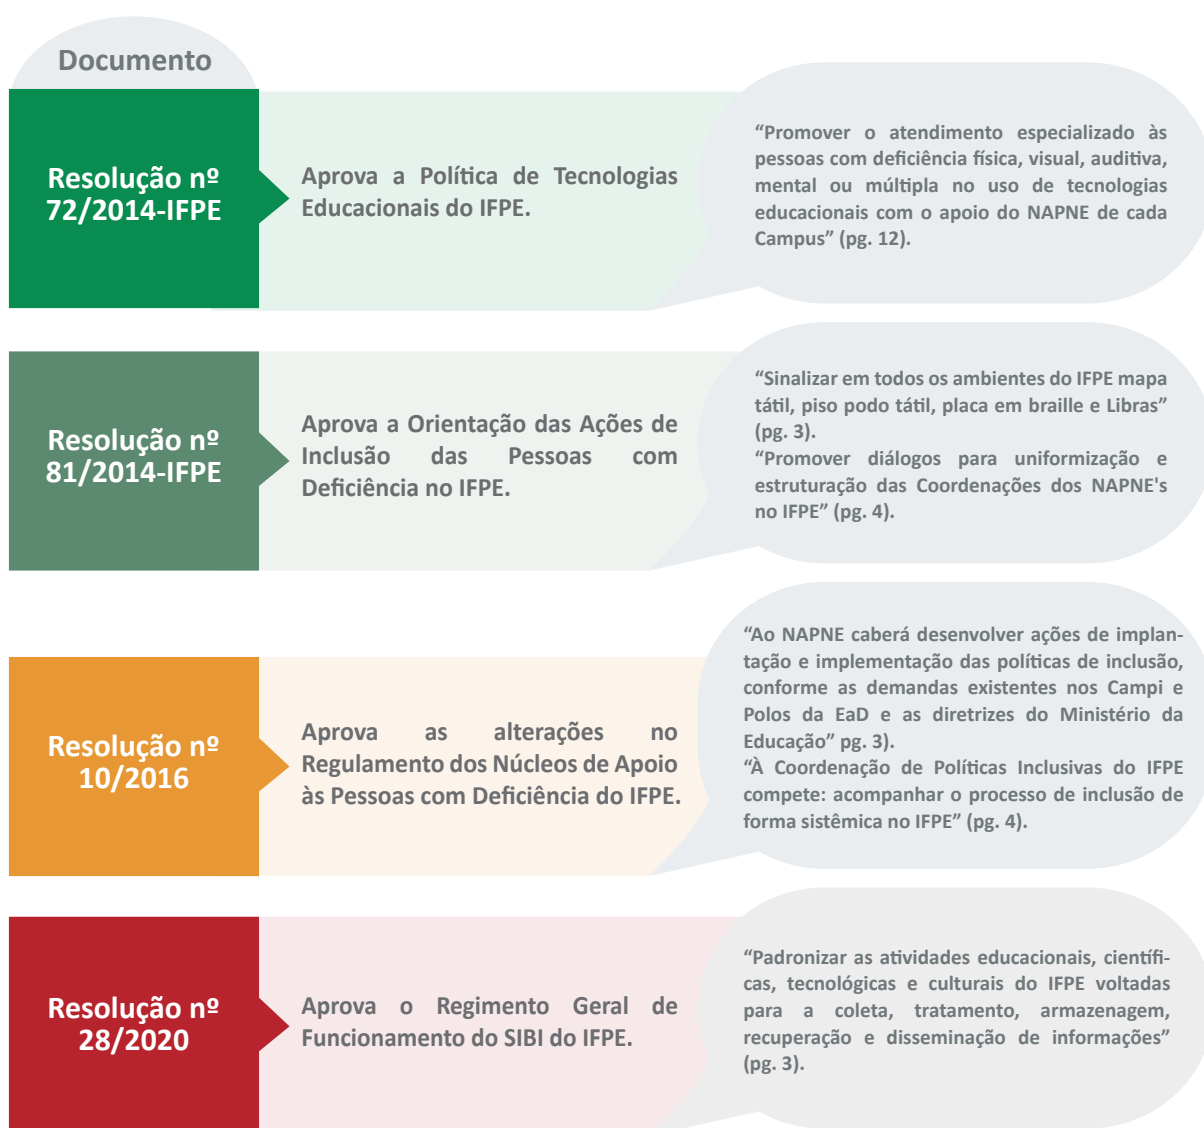 Documento
Resolução nº
72/2014-IFPE
Aprova a Política de Tecnologias
Educacionais do IFPE.
“Promover o atendimento especializado às
pessoas com deficiência física, visual, auditiva,
mental ou múltipla no uso de tecnologias
educacionais com o apoio do NAPNE de cada
Campus” (pg. 12).
Resolução nº
81/2014-IFPE
Aprova a Orientação das Ações de
Inclusão das Pessoas com
Deficiência no IFPE.
“Sinalizar em todos os ambientes do IFPE mapa
tátil, piso podo tátil, placa em braille e Libras”
(pg. 3).
“Promover diálogos para uniformização e
estruturação das Coordenações dos NAPNE's
no IFPE” (pg. 4).
Resolução nº
10/2016
Aprova as alterações no
Regulamento dos Núcleos de Apoio
às Pessoas com Deficiência do IFPE.
“Ao NAPNE caberá desenvolver ações de implan-
tação e implementação das políticas de inclusão,
conforme as demandas existentes nos Campi e
Polos da EaD e as diretrizes do Ministério da
Educação” pg. 3).
“À Coordenação de Políticas Inclusivas do IFPE
compete: acompanhar o processo de inclusão de
forma sistêmica no IFPE” (pg. 4).
Resolução nº
28/2020
Aprova o Regimento Geral de
Funcionamento do SIBI do IFPE.
“Padronizar as atividades educacionais, científi-
cas, tecnológicas e culturais do IFPE voltadas
para a coleta, tratamento, armazenagem,
recuperação e disseminação de informações”
(pg. 3).